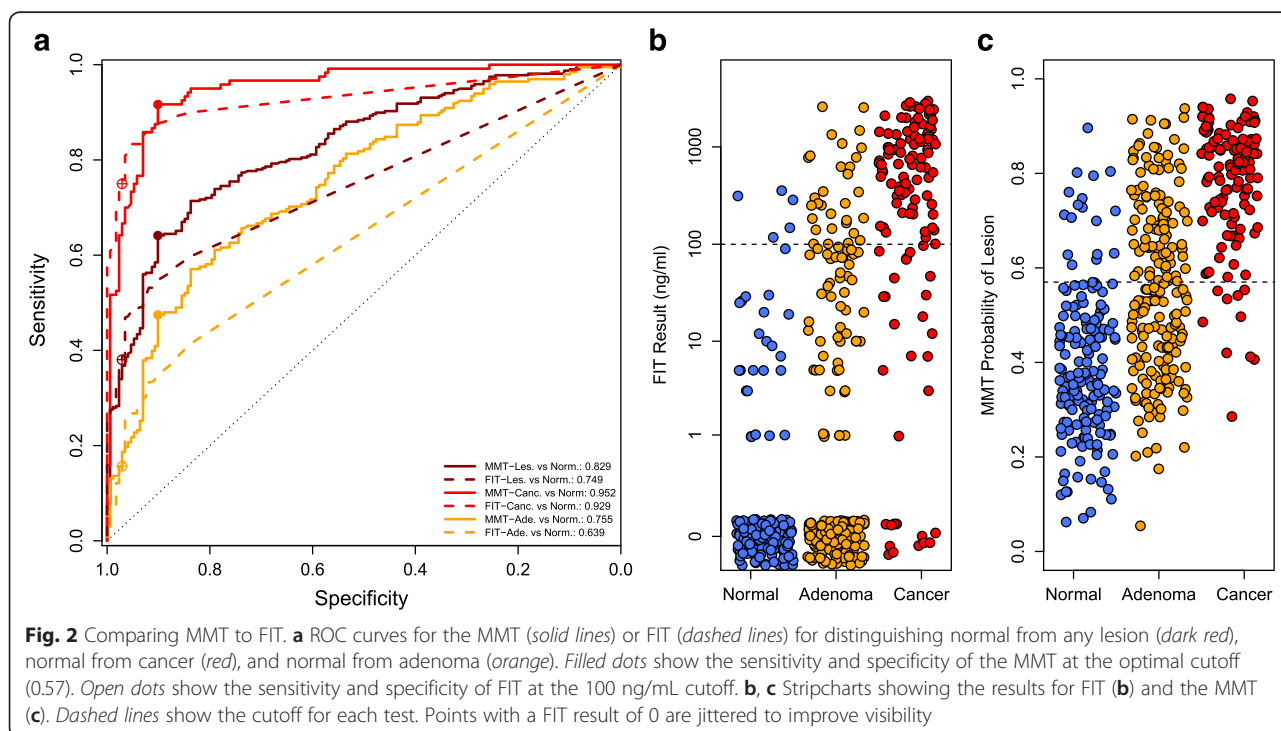 a
Sensitivity
1.0
0.8
0.6
0.4
0.2
0.0
1.0 0.8 0.6 0.4 0.2 0.0
Specificity
MMT-Les. vs Norm.: 0.829
FIT-Les. vs Norm.: 0.749
MMT-Canc. vs Norm: 0.952
FIT-Canc. vs Norm.: 0.929
MMT-Ade. vs Norm.: 0.755
FIT-Ade. vs Norm.: 0.639
b
FIT Result (ng/ml)
1000
100
10
1
0
Normal Adenoma Cancer
c
MMT Probability of Lesion
1.0
0.8
0.6
0.4
0.2
0.0
Normal Adenoma Cancer
Fig. 2 Comparing MMT to FIT. a ROC curves for the MMT (solid lines) or FIT (dashed lines) for distinguishing normal from any lesion (dark red),
normal from cancer (red), and normal from adenoma (orange). Filled dots show the sensitivity and specificity of the MMT at the optimal cutoff
(0.57). Open dots show the sensitivity and specificity of FIT at the 100 ng/mL cutoff. b, c Stripcharts showing the results for FIT (b) and the MMT
(c). Dashed lines show the cutoff for each test. Points with a FIT result of 0 are jittered to improve visibility